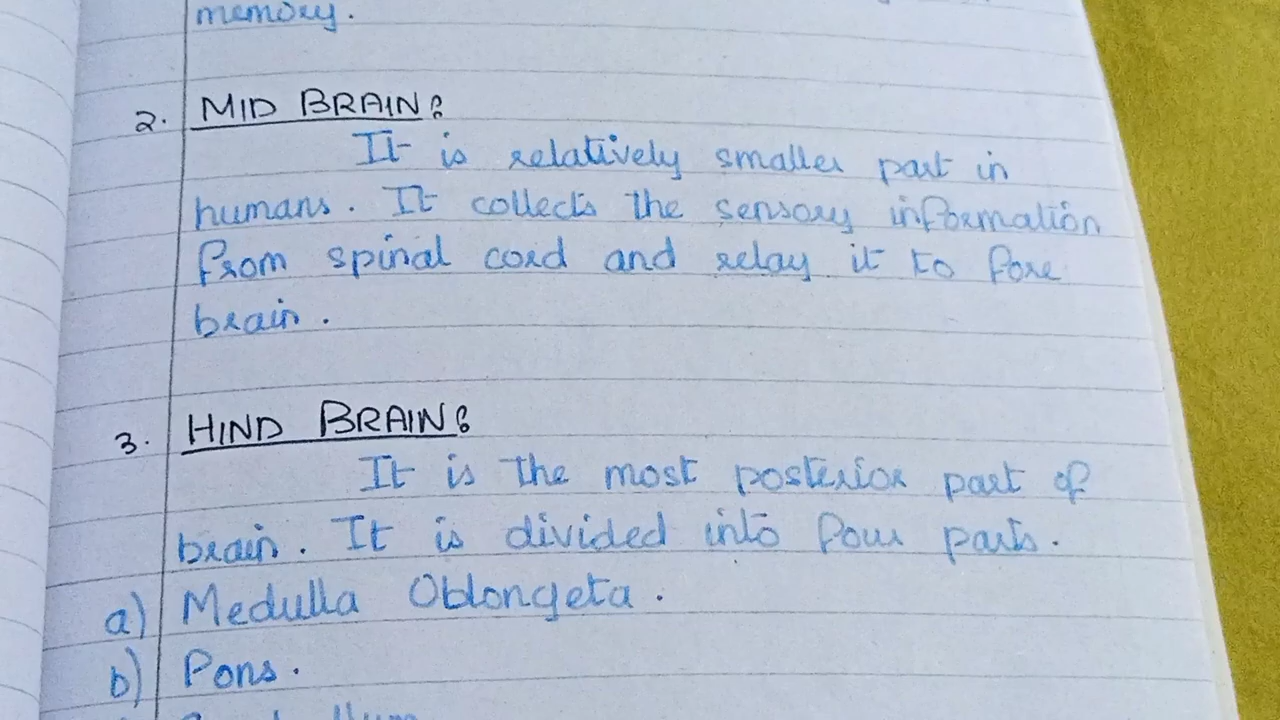 memory.
2. MID BRAIN:
It is relatively smaller part in
humans. It collects the sensory information
from spinal cord and relay it to fore
brain.
3. HIND BRAIN:
It is the most posterior part of
brain. It is divided into four parts.
a) Medulla Oblongeta.
b) Pons.